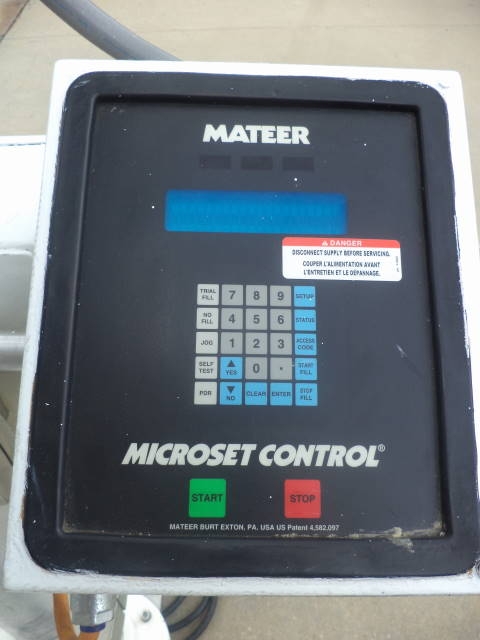 MATEER
DANGER
DISCONNECT SUPPLY BEFORE SERVICING.
COUPER L'ALIMENTATION AVANT
L'ENTRETIEN ET LE DÉPANNAGE.
TRIAL FILL 7 8 9 SETUP
NO FILL 4 5 6 STATUS
JOG 1 2 3 ACCESS CODE
SELF TEST YES 0 . START FILL
PDR NO CLEAR ENTER STOP FILL
MICROSET CONTROL®
START STOP
MATEER BURT EXTON, PA. USA US Patent 4,582,097